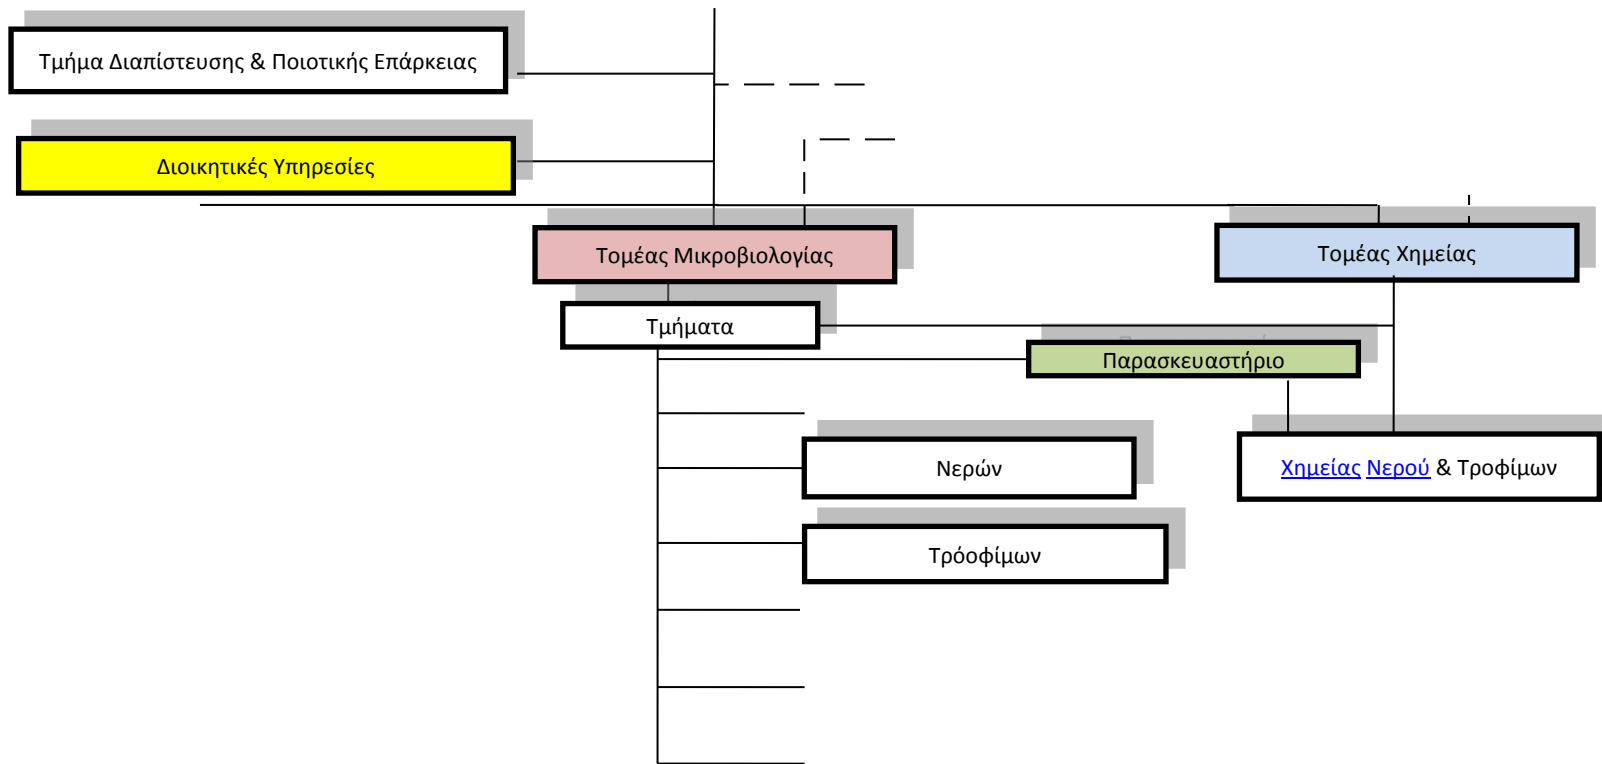 Τμήμα Διαπίστευσης & Ποιοτικής Επάρκειας
Διοικητικές Υπηρεσίες
Τομέας Μικροβιολογίας
Τομέας Χημείας
Τμήματα
Παρασκευαστήριο
Νερών
Χημείας Νερού & Τροφίμων
Τρόοφίμων